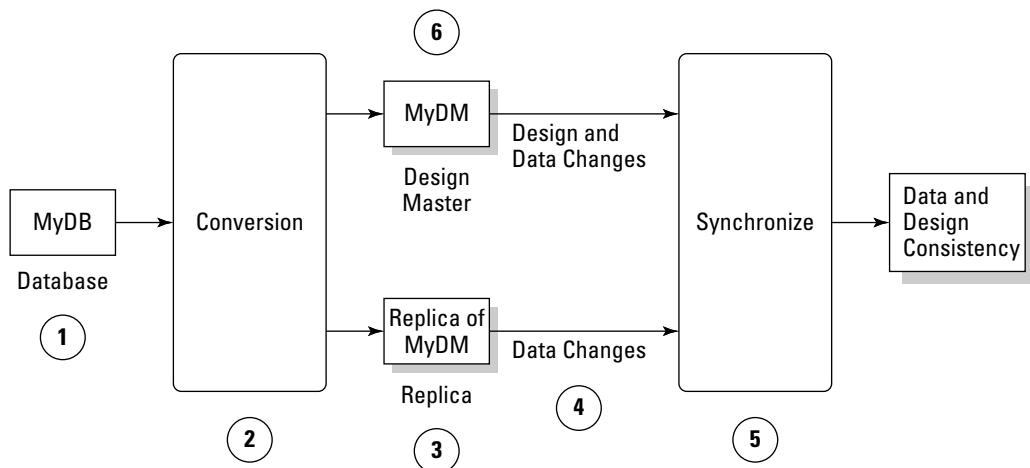 6
MyDM
Design and
Data Changes
Design
Master
MyDB
Database
1
Conversion
Synchronize
Data and
Design
Consistency
Replica of
MyDM
Data Changes
Replica
2
3
4
5